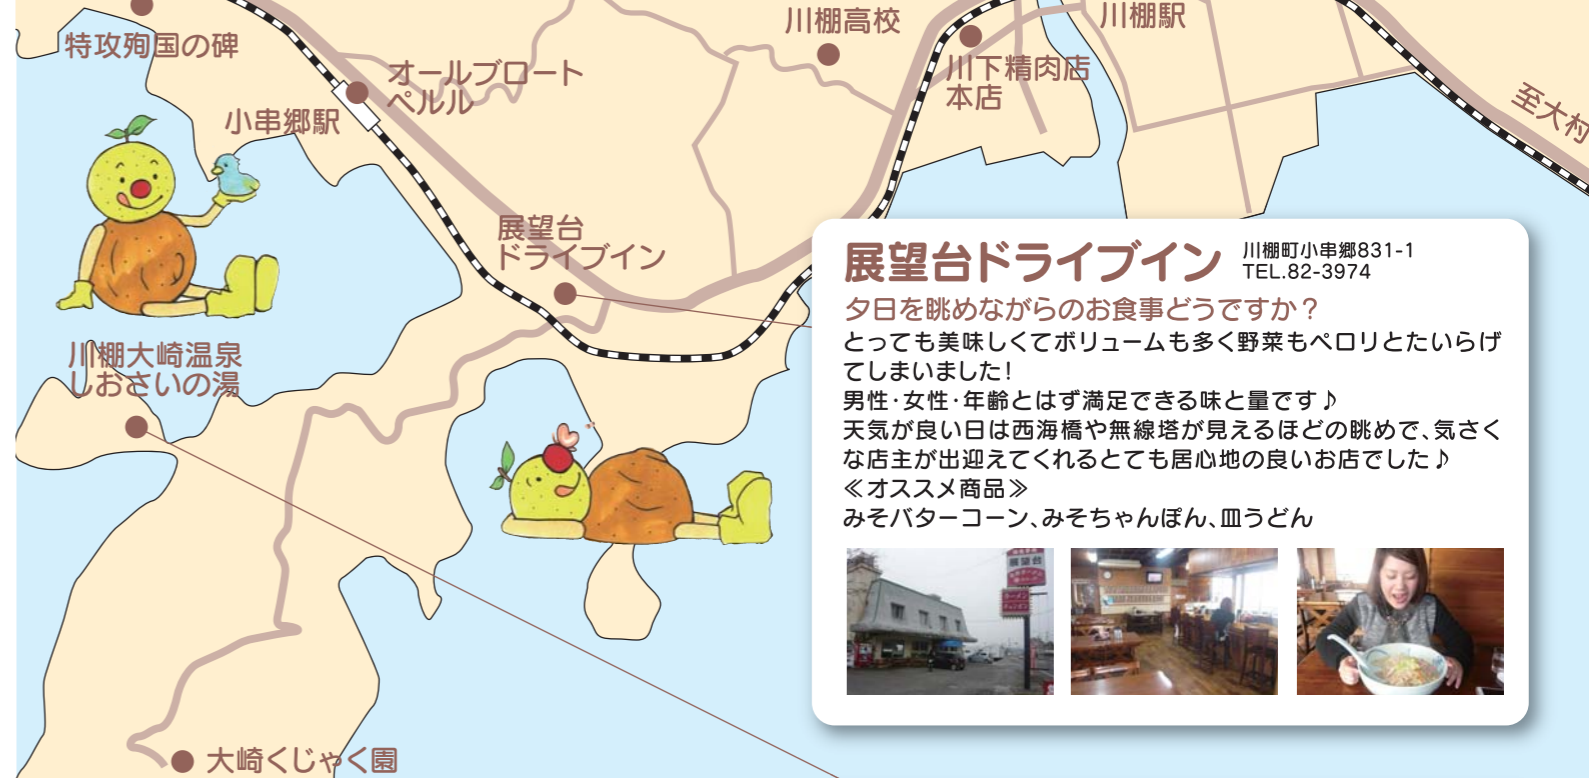 川棚高校
川棚駅
特攻殉国の碑
川下精肉店
本店
オールブロート
ペルル
小串郷駅
至大村
展望台
ドライブイン
展望台ドライブイン
川棚町小串郷831-1
TEL.82-3974
夕日を眺めながらのお食事どうですか？
とっても美味しくてボリュームも多く野菜もペロリとたいらげ
てしまいました！
男性・女性・年齢とはず満足できる味と量です♪
天気が良い日は西海橋や無線塔が見えるほどの眺めで、気さく
な店主が出迎えてくれるとても居心地の良いお店でした♪
≪オススメ商品≫
みそバターコーン、みそちゃんぽん、皿うどん
展望台
川棚大崎温泉
しおさいの湯
大崎くじゃく園